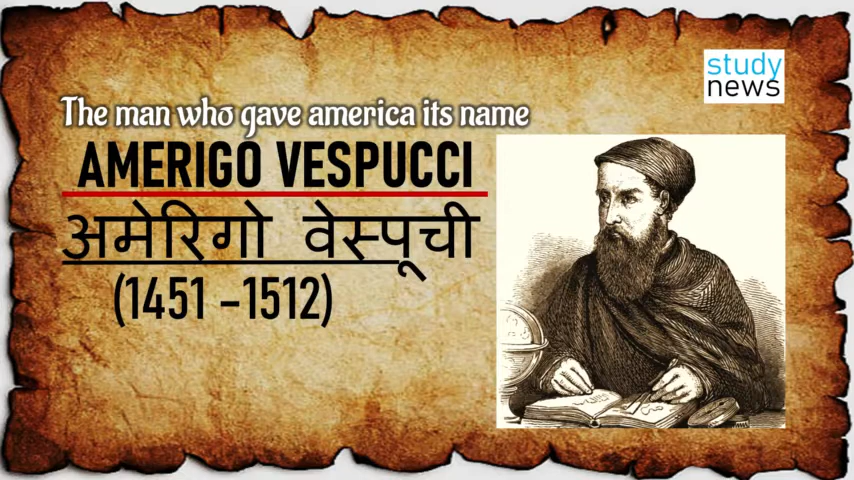 study
news
The man who gave america its name
AMERIGO VESPUCCI
अमेरिगो वेस्पूची
(1451 –1512)